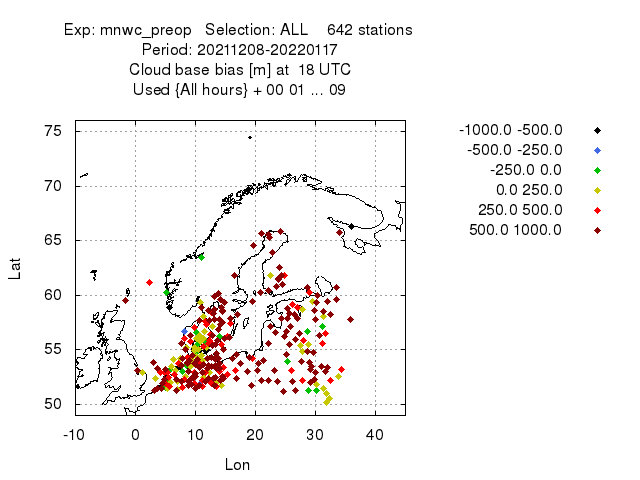 Exp: mnwc_preop   Selection: ALL    642 stations
Period: 20211208-20220117
Cloud base bias [m] at  18 UTC
Used {All hours} + 00 01 ... 09
-1000.0 -500.0
-500.0 -250.0
-250.0 0.0
0.0 250.0
250.0 500.0
500.0 1000.0
75
70
65
60
55
50
Lat
-10 0 10 20 30 40
Lon